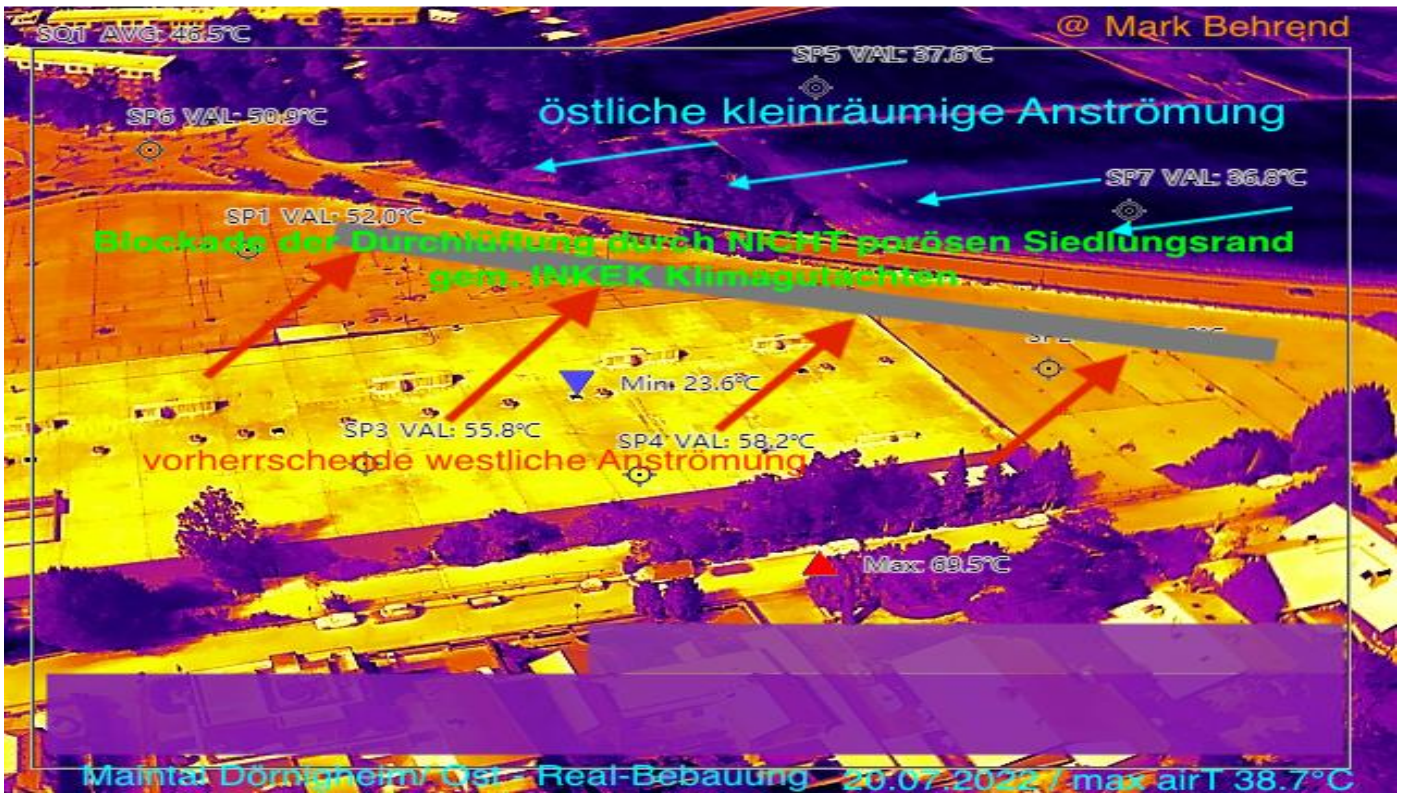 SQ1 AVG: 46.5°C
@ Mark Behrend
SP5 VAL: 37.6°C
östliche kleinräumige Anströmung
SP6 VAL: 50.9°C
SP7 VAL: 36.8°C
SP1 VAL: 52.0°C
Blockade der Durchlüftung durch NICHT porösen Siedlungsrand
gem. INKEK Klimagutachten
SP2
Min: 23.6°C
SP3 VAL: 55.8°C
SP4 VAL: 58.2°C
vorherrschende westliche Anströmung
Max: 69.5°C
Maintal Dörnigheim/ Ost - Real-Bebauung 20.07.2022 / max airT 38.7°C